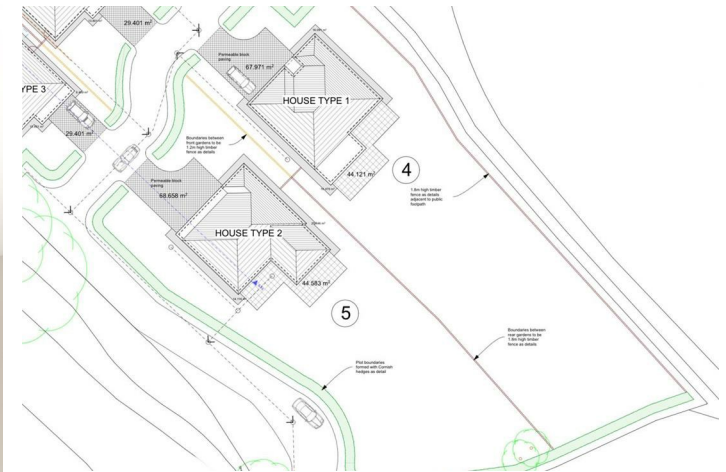 29.401 m²
Permeable block
paving
67.971 m²
HOUSE TYPE 1
YPE 3
29.401 m²
Boundaries between
front gardens to be
1.2m high timber
fence as details
4
44.121 m²
1.8m high timber
fence as details
adjacent to public
footpath
Permeable block
paving
68.658 m²
HOUSE TYPE 2
44.583 m²
5
Boundaries between
rear gardens to be
1.8m high timber
fence as details
Plot boundaries
formed with Cornish
hedges as detail